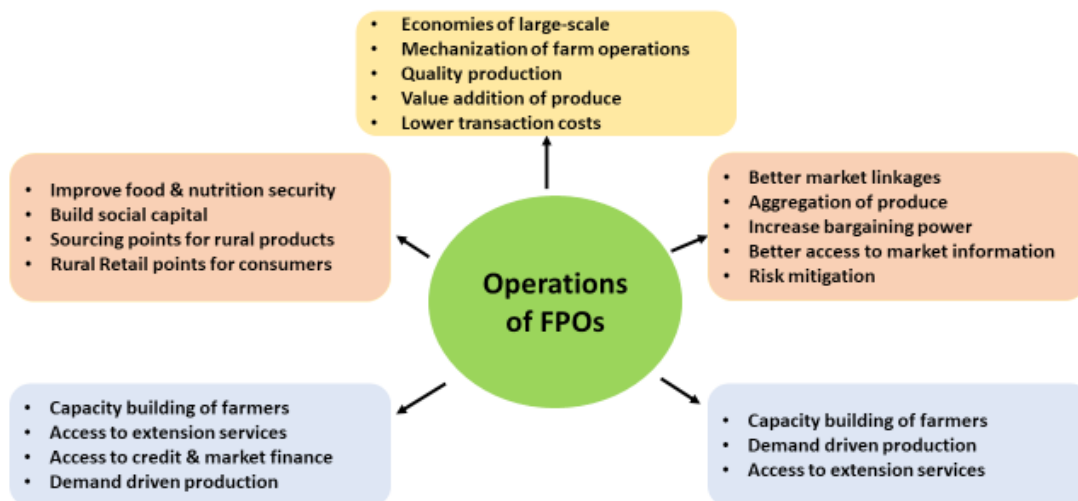 • Economies of large-scale
• Mechanization of farm operations
• Quality production
• Value addition of produce
• Lower transaction costs
• Improve food & nutrition security
• Build social capital
• Sourcing points for rural products
• Rural Retail points for consumers
• Better market linkages
• Aggregation of produce
• Increase bargaining power
• Better access to market information
• Risk mitigation
Operations
of FPOs
• Capacity building of farmers
• Access to extension services
• Access to credit & market finance
• Demand driven production
• Capacity building of farmers
• Demand driven production
• Access to extension services